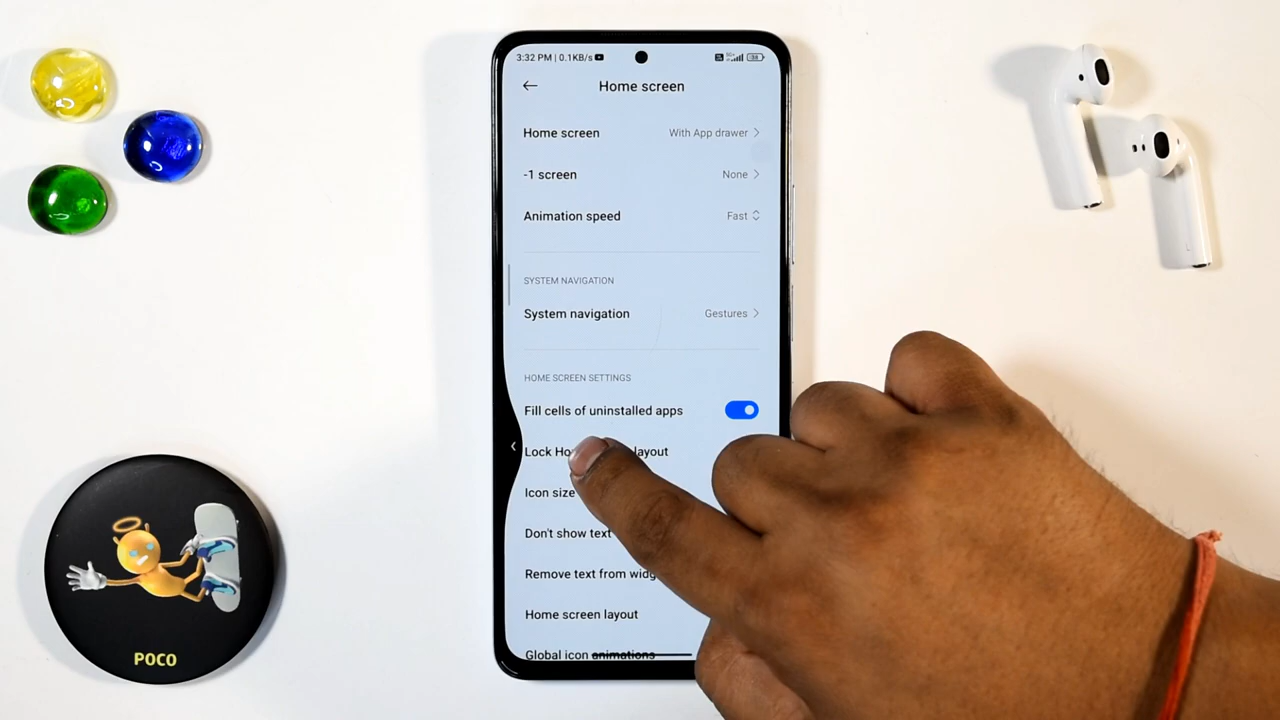 3:32 PM | 0.1KB/s
Home screen
Home screen With App drawer
-1 screen None
Animation speed Fast
SYSTEM NAVIGATION
System navigation Gestures
HOME SCREEN SETTINGS
Fill cells of uninstalled apps
Lock Ho layout
Icon size
Don't show text
Remove text from widg
Home screen layout
Global icon animations
POCO